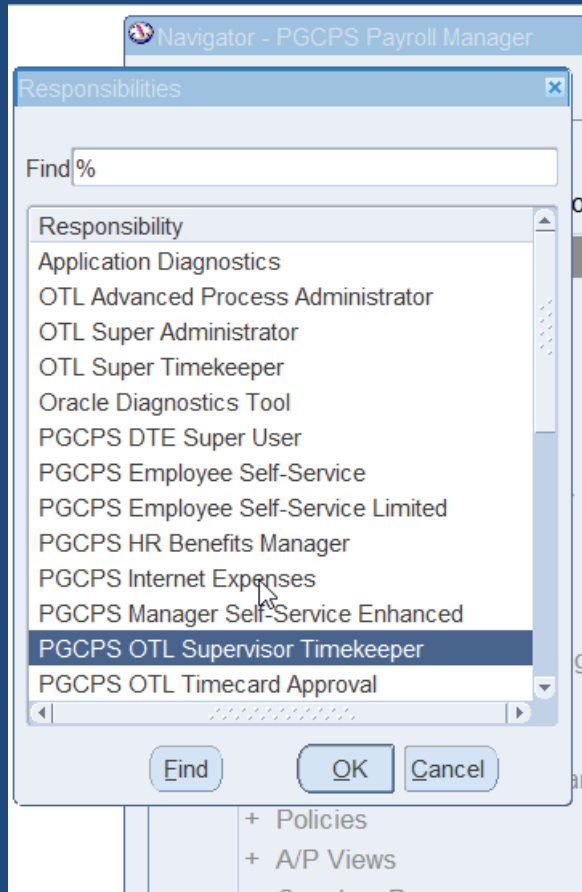 Navigator - PGCPS Payroll Manager
Responsibilities
Find %
Responsibility
Application Diagnostics
OTL Advanced Process Administrator
OTL Super Administrator
OTL Super Timekeeper
Oracle Diagnostics Tool
PGCPS DTE Super User
PGCPS Employee Self-Service
PGCPS Employee Self-Service Limited
PGCPS HR Benefits Manager
PGCPS Internet Expenses
PGCPS Manager Self-Service Enhanced
PGCPS OTL Supervisor Timekeeper
PGCPS OTL Timecard Approval
Find OK Cancel
+ Policies
+ A/P Views